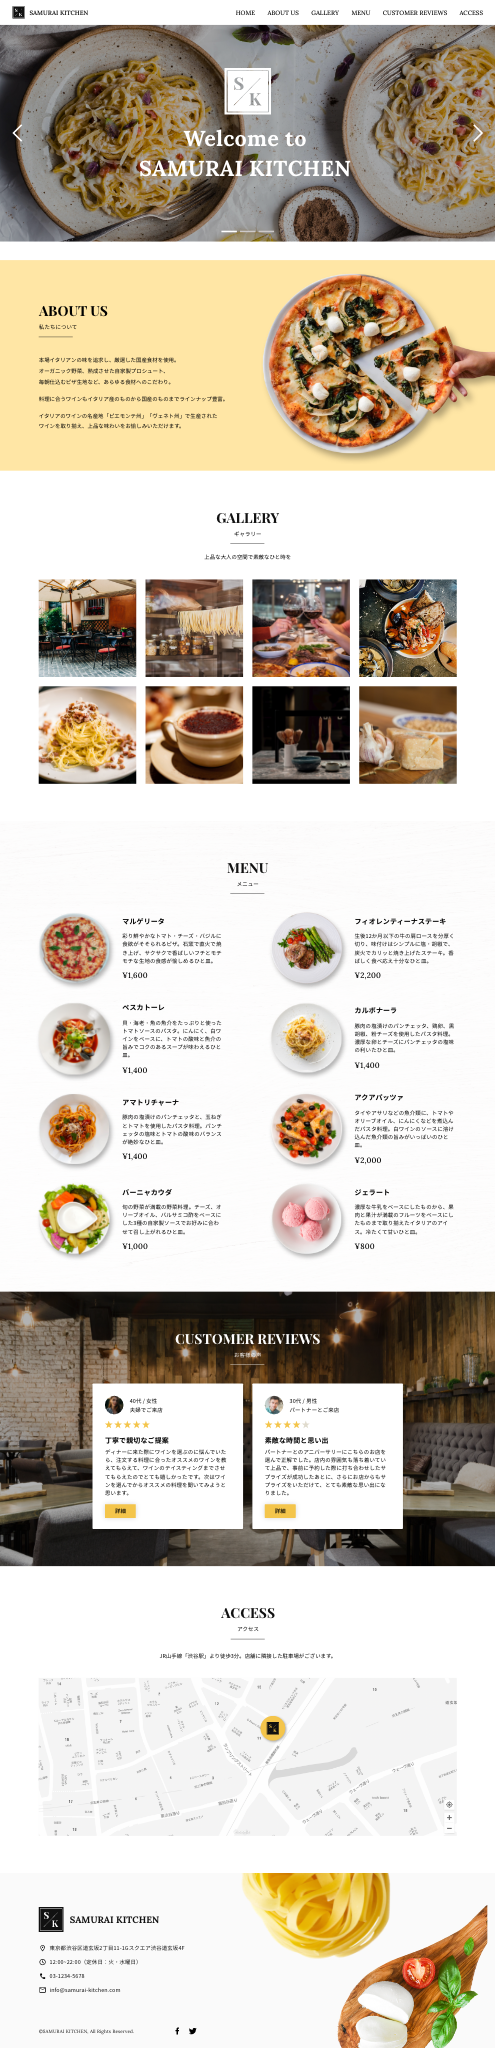 SK
SAMURAI KITCHEN
HOME
ABOUT US
GALLERY
MENU
CUSTOMER REVIEWS
ACCESS
S
K
Welcome to
SAMURAI KITCHEN
ABOUT US
私たちについて
本場イタリアンの味を追求し、厳選した国産食材を使用。
オーガニック野菜、熟成させた自家製プロシュート、
毎朝仕込むピザ生地など、あらゆる食材へのこだわり。
料理に合うワインもイタリア産のものから国産のものまでラインナップ豊富。
イタリアのワインの名産地「ピエモンテ州」「ヴェネト州」で生産された
ワインを取り揃え、上品な味わいをお愉しみいただけます。
GALLERY
ギャラリー
上品な大人の空間で素敵なひと時を
MENU
メニュー
マルゲリータ
彩り鮮やかなトマト・チーズ・バジルに
食欲がそそられるピザ。石窯で直火で焼
き上げ、サクサクで香ばしいフチとモチ
モチな生地の食感が愉しめるひと皿。
¥1,600
フィオレンティーナステーキ
生後12か月以下の牛の肩ロースを分厚く
切り、味付けはシンプルに塩・胡椒で、
炭火でカリッと焼き上げたステーキ。香
ばしく食べ応え十分なひと皿。
¥2,200
ペスカトーレ
貝・海老・魚の魚介をたっぷりと使った
トマトソースのパスタ。にんにく、白ワ
インをベースに、トマトの酸味と魚介の
旨みでコクのあるスープが味わえるひと
皿。
¥1,400
カルボナーラ
豚肉の塩漬けのパンチェッタ、鶏卵、黒
胡椒、粉チーズを使用したパスタ料理。
濃厚な卵とチーズにパンチェッタの塩味
の利いたひと皿。
¥1,400
アマトリチャーナ
豚肉の塩漬けのパンチェッタと、玉ねぎ
とトマトを使用したパスタ料理。パンチ
ェッタの塩味とトマトの酸味のバランス
が絶妙なひと皿。
¥1,400
アクアパッツァ
タイやアサリなどの魚介類に、トマトや
オリーブオイル、にんにくなどを煮込ん
だパスタ料理。白ワインのソースに溶け
込んだ魚介類の旨みがいっぱいのひと
皿。
¥2,000
バーニャカウダ
旬の野菜が満載の野菜料理。チーズ、オ
リーブオイル、バルサミコ酢をベースに
した3種の自家製ソースでお好みに合わ
せて召し上がれるひと皿。
¥1,000
ジェラート
濃厚な牛乳をベースにしたものから、果
肉と果汁が満載のフルーツをベースにし
たものまで取り揃えたイタリアのアイ
ス。冷たくて甘いひと皿。
¥800
CUSTOMER REVIEWS
お客様の声
40代 / 女性
夫婦でご来店
丁寧で親切なご提案
ディナーに来た際にワインを選ぶのに悩んでいた
ら、注文する料理に合ったオススメのワインを教
えてもらえて、ワインのテイスティングまでさせ
てもらえたのでとても嬉しかったです。次はワイ
ンを選んでからオススメの料理を聞いてみようと
思います。
詳細
30代 / 男性
パートナーとご来店
素敵な時間と思い出
パートナーとのアニバーサリーにこちらのお店を
選んで正解でした。店内の雰囲気も落ち着いてい
て上品で、事前に予約した際に打ち合わせしたサ
プライズが成功したあとに、さらにお店からもサ
プライズをいただけて、とても素敵な思い出にな
りました。
詳細
ACCESS
アクセス
JR山手線「渋谷駅」より徒歩3分。店舗に隣接した駐車場がございます。
SK
SAMURAI KITCHEN
東京都渋谷区道玄坂2丁目11-1Gスクエア渋谷道玄坂4F
12:00~22:00（定休日：火・水曜日）
03-1234-5678
info@samurai-kitchen.com
©SAMURAI KITCHEN. All Rights Reserved.